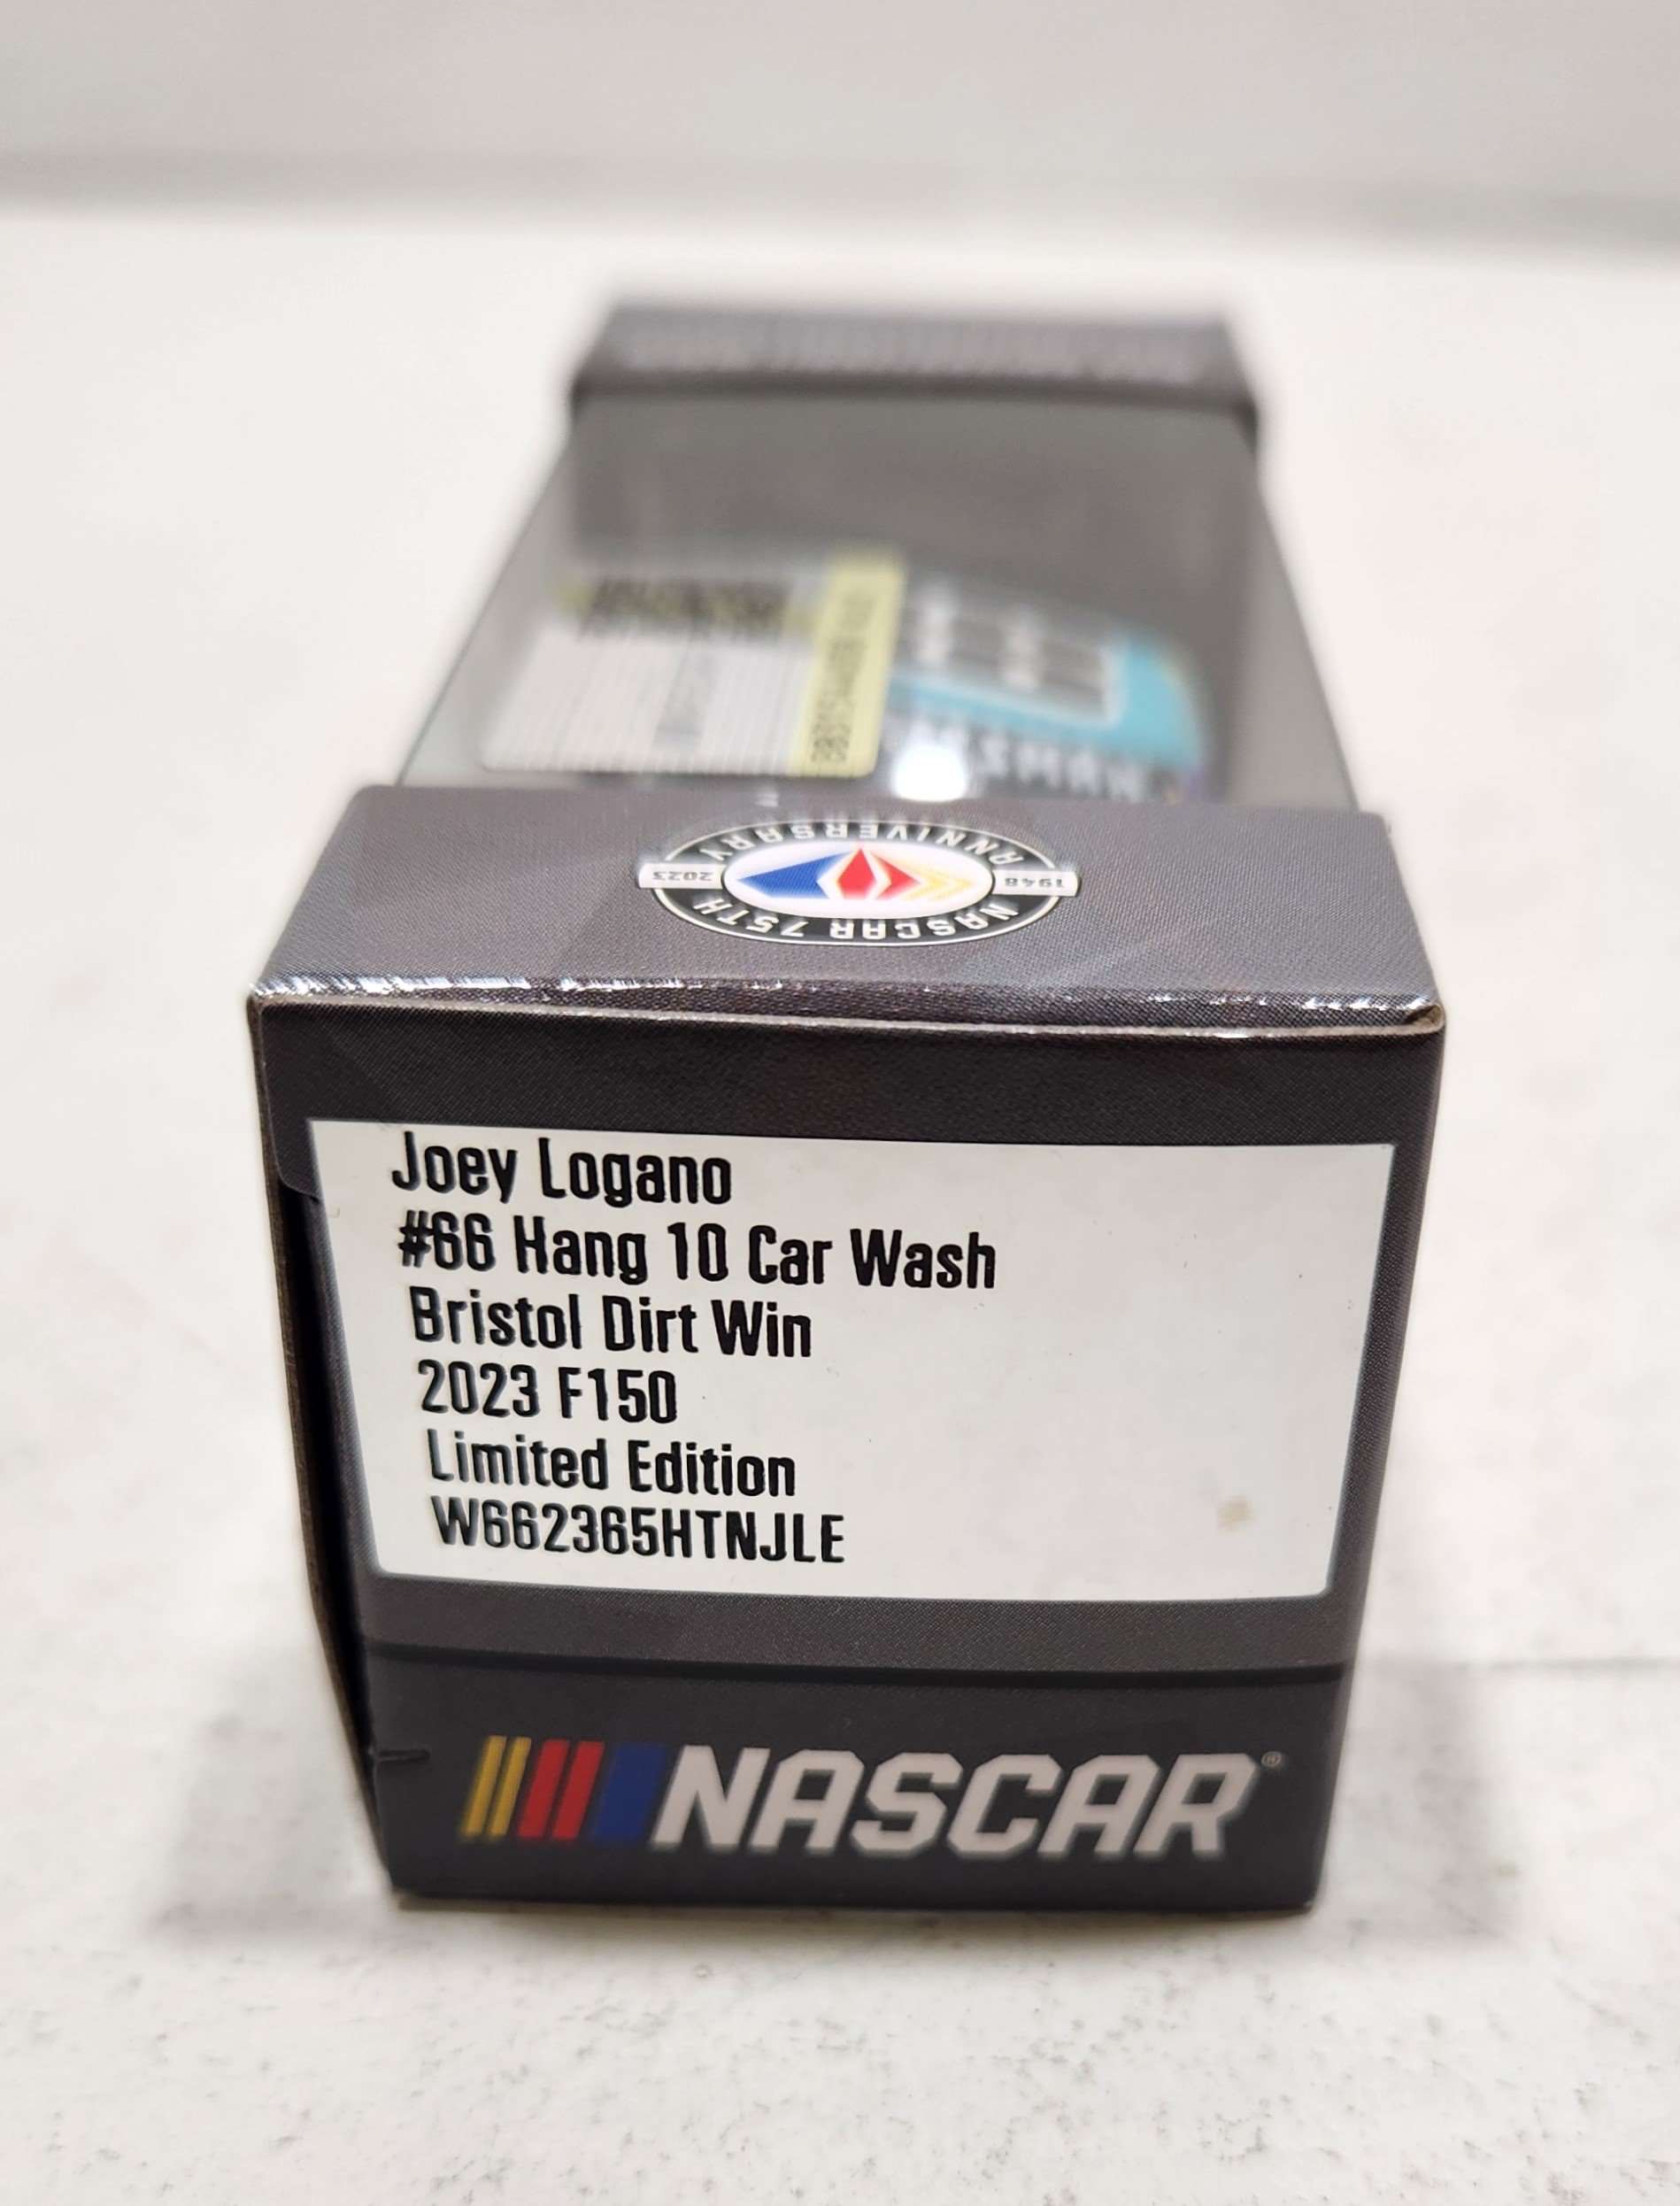 ANNIVERSARY
1948 2023
NASCAR 75TH
Joey Logano
#66 Hang 10 Car Wash
Bristol Dirt Win
2023 F150
Limited Edition
W662365HTNJLE
NASCAR®